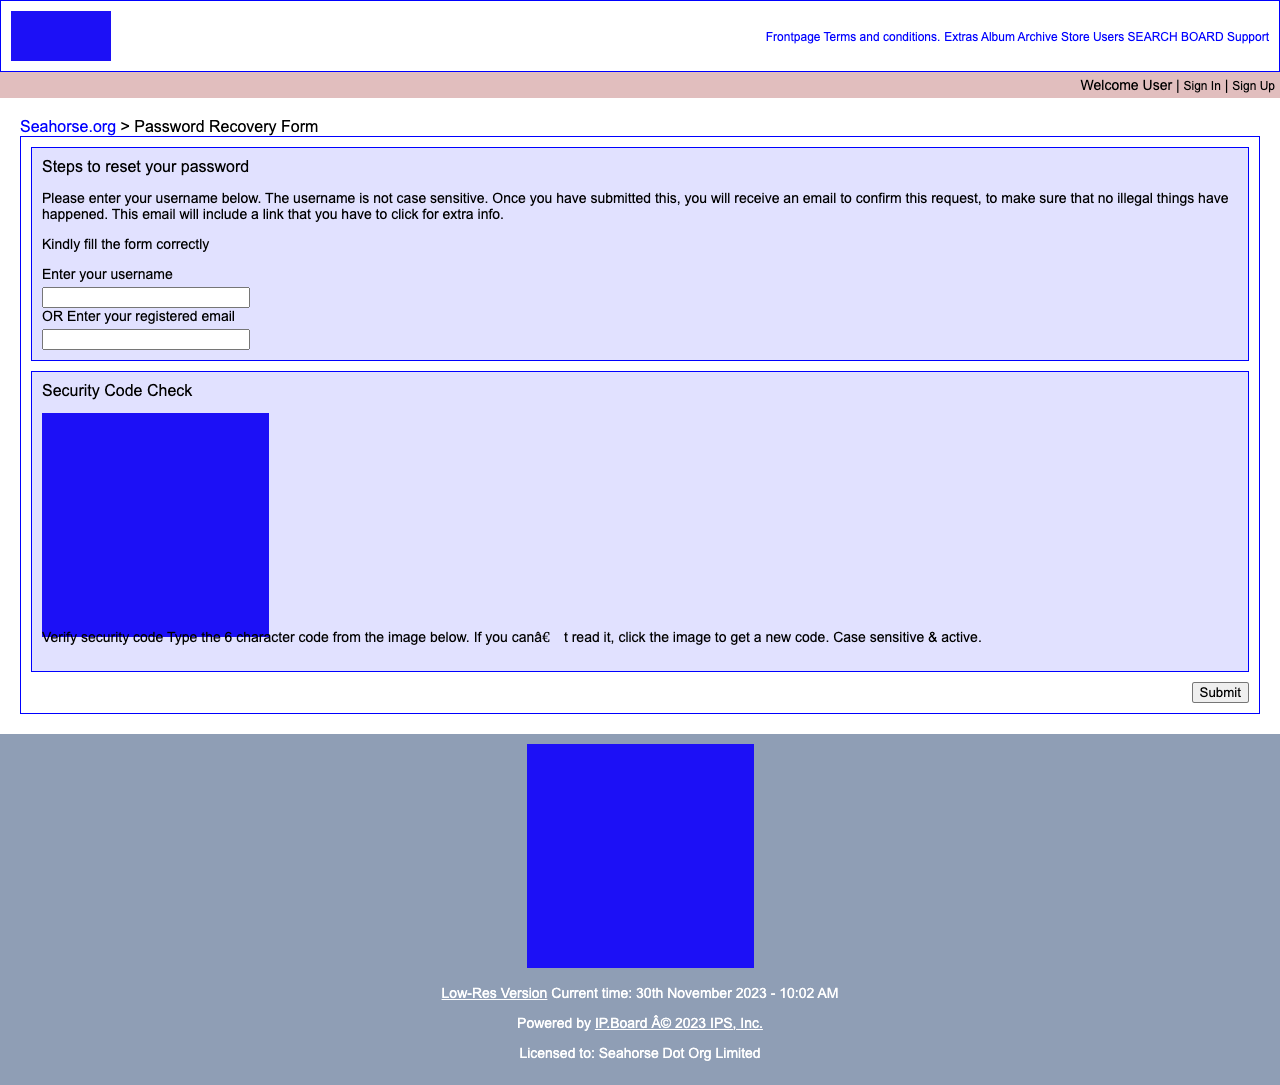 Frontpage Terms and conditions. Extras Album Archive Store Users SEARCH BOARD Support
Welcome User | Sign In | Sign Up
Seahorse.org > Password Recovery Form
Steps to reset your password
Please enter your username below. The username is not case sensitive. Once you have submitted this, you will receive an email to confirm this request, to make sure that no illegal things have
happened. This email will include a link that you have to click for extra info.
Kindly fill the form correctly
Enter your username
OR Enter your registered email
Security Code Check
Verify security code Type the 6 character code from the image below. If you canâ€ t read it, click the image to get a new code. Case sensitive & active.
Submit
Low-Res Version Current time: 30th November 2023 - 10:02 AM
Powered by IP.Board Â© 2023 IPS, Inc.
Licensed to: Seahorse Dot Org Limited